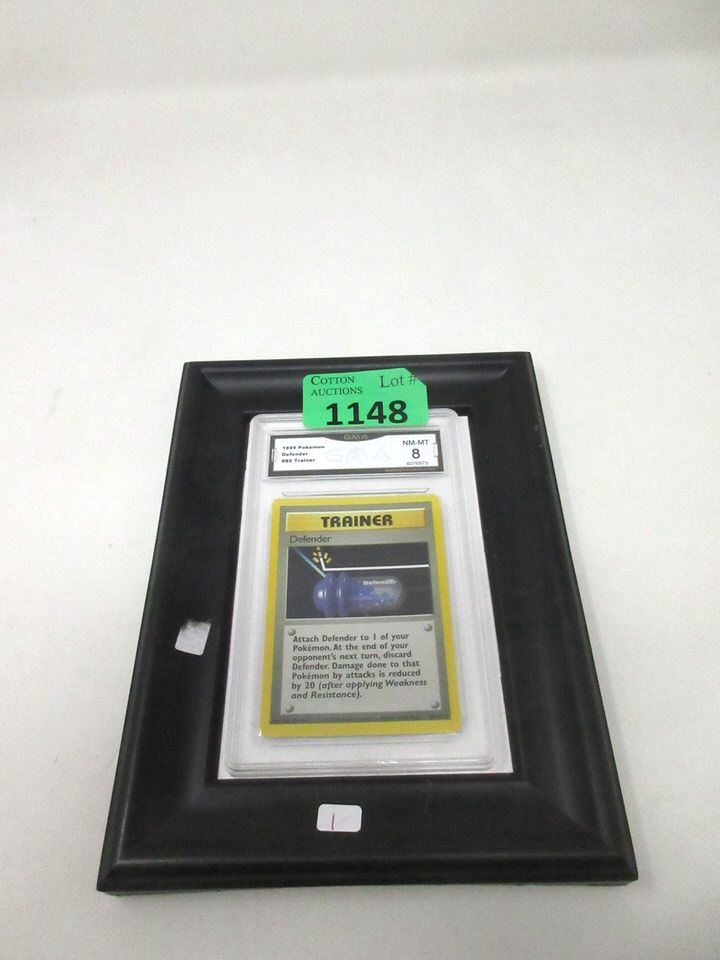 COTTON AUCTIONS Lot #
1148
GMA
1999 Pokemon
Defender
#80 Trainer
NM-MT
8
TRAINER
Defender
Defender
Attach Defender to 1 of your
Pokémon. At the end of your
opponent's next turn, discard
Defender. Damage done to that
Pokémon by attacks is reduced
by 20 (after applying Weakness
and Resistance).
1